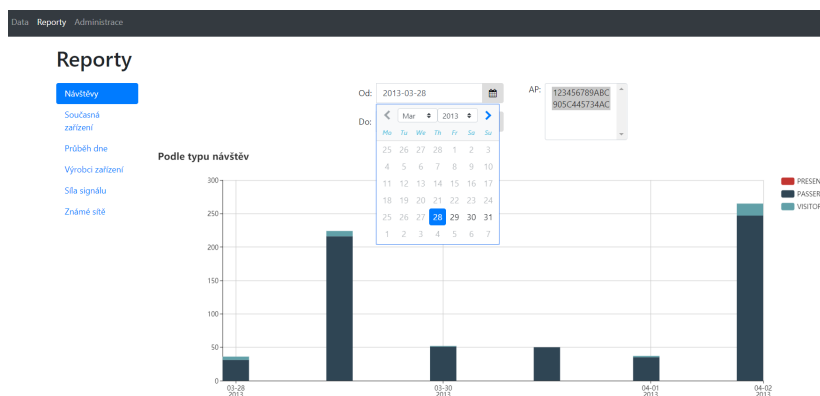 Data Reporty Administrace
Reporty
Návštěvy
Současná
zařízení
Průběh dne
Výrobci zařízení
Síla signálu
Známé sítě
Od: 2013-03-28
Do:
AP: 123456789ABC
905C445734AC
Mar 2013
Mo Tu We Th Fr Sa Su
25 26 27 28 1 2 3
4 5 6 7 8 9 10
11 12 13 14 15 16 17
18 19 20 21 22 23 24
25 26 27 28 29 30 31
1 2 3 4 5 6 7
Podle typu návštěv
300
250
200
150
100
50
0
03-28 03-30 04-01 04-02
2013 2013 2013 2013
PRESEN
PASSER
VISITOR